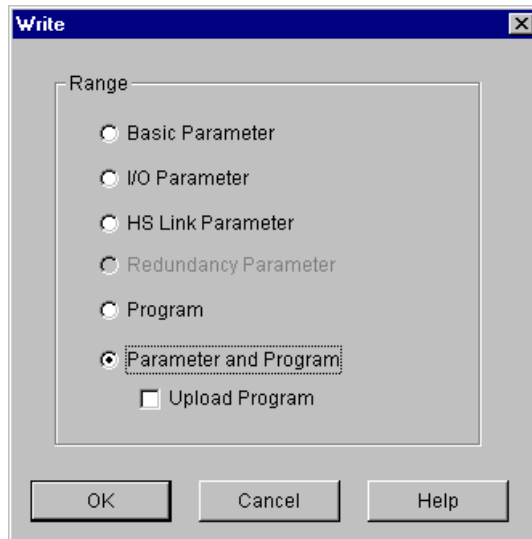 Write
Range
Basic Parameter
I/O Parameter
HS Link Parameter
Redundancy Parameter
Program
Parameter and Program
Upload Program
OK Cancel Help